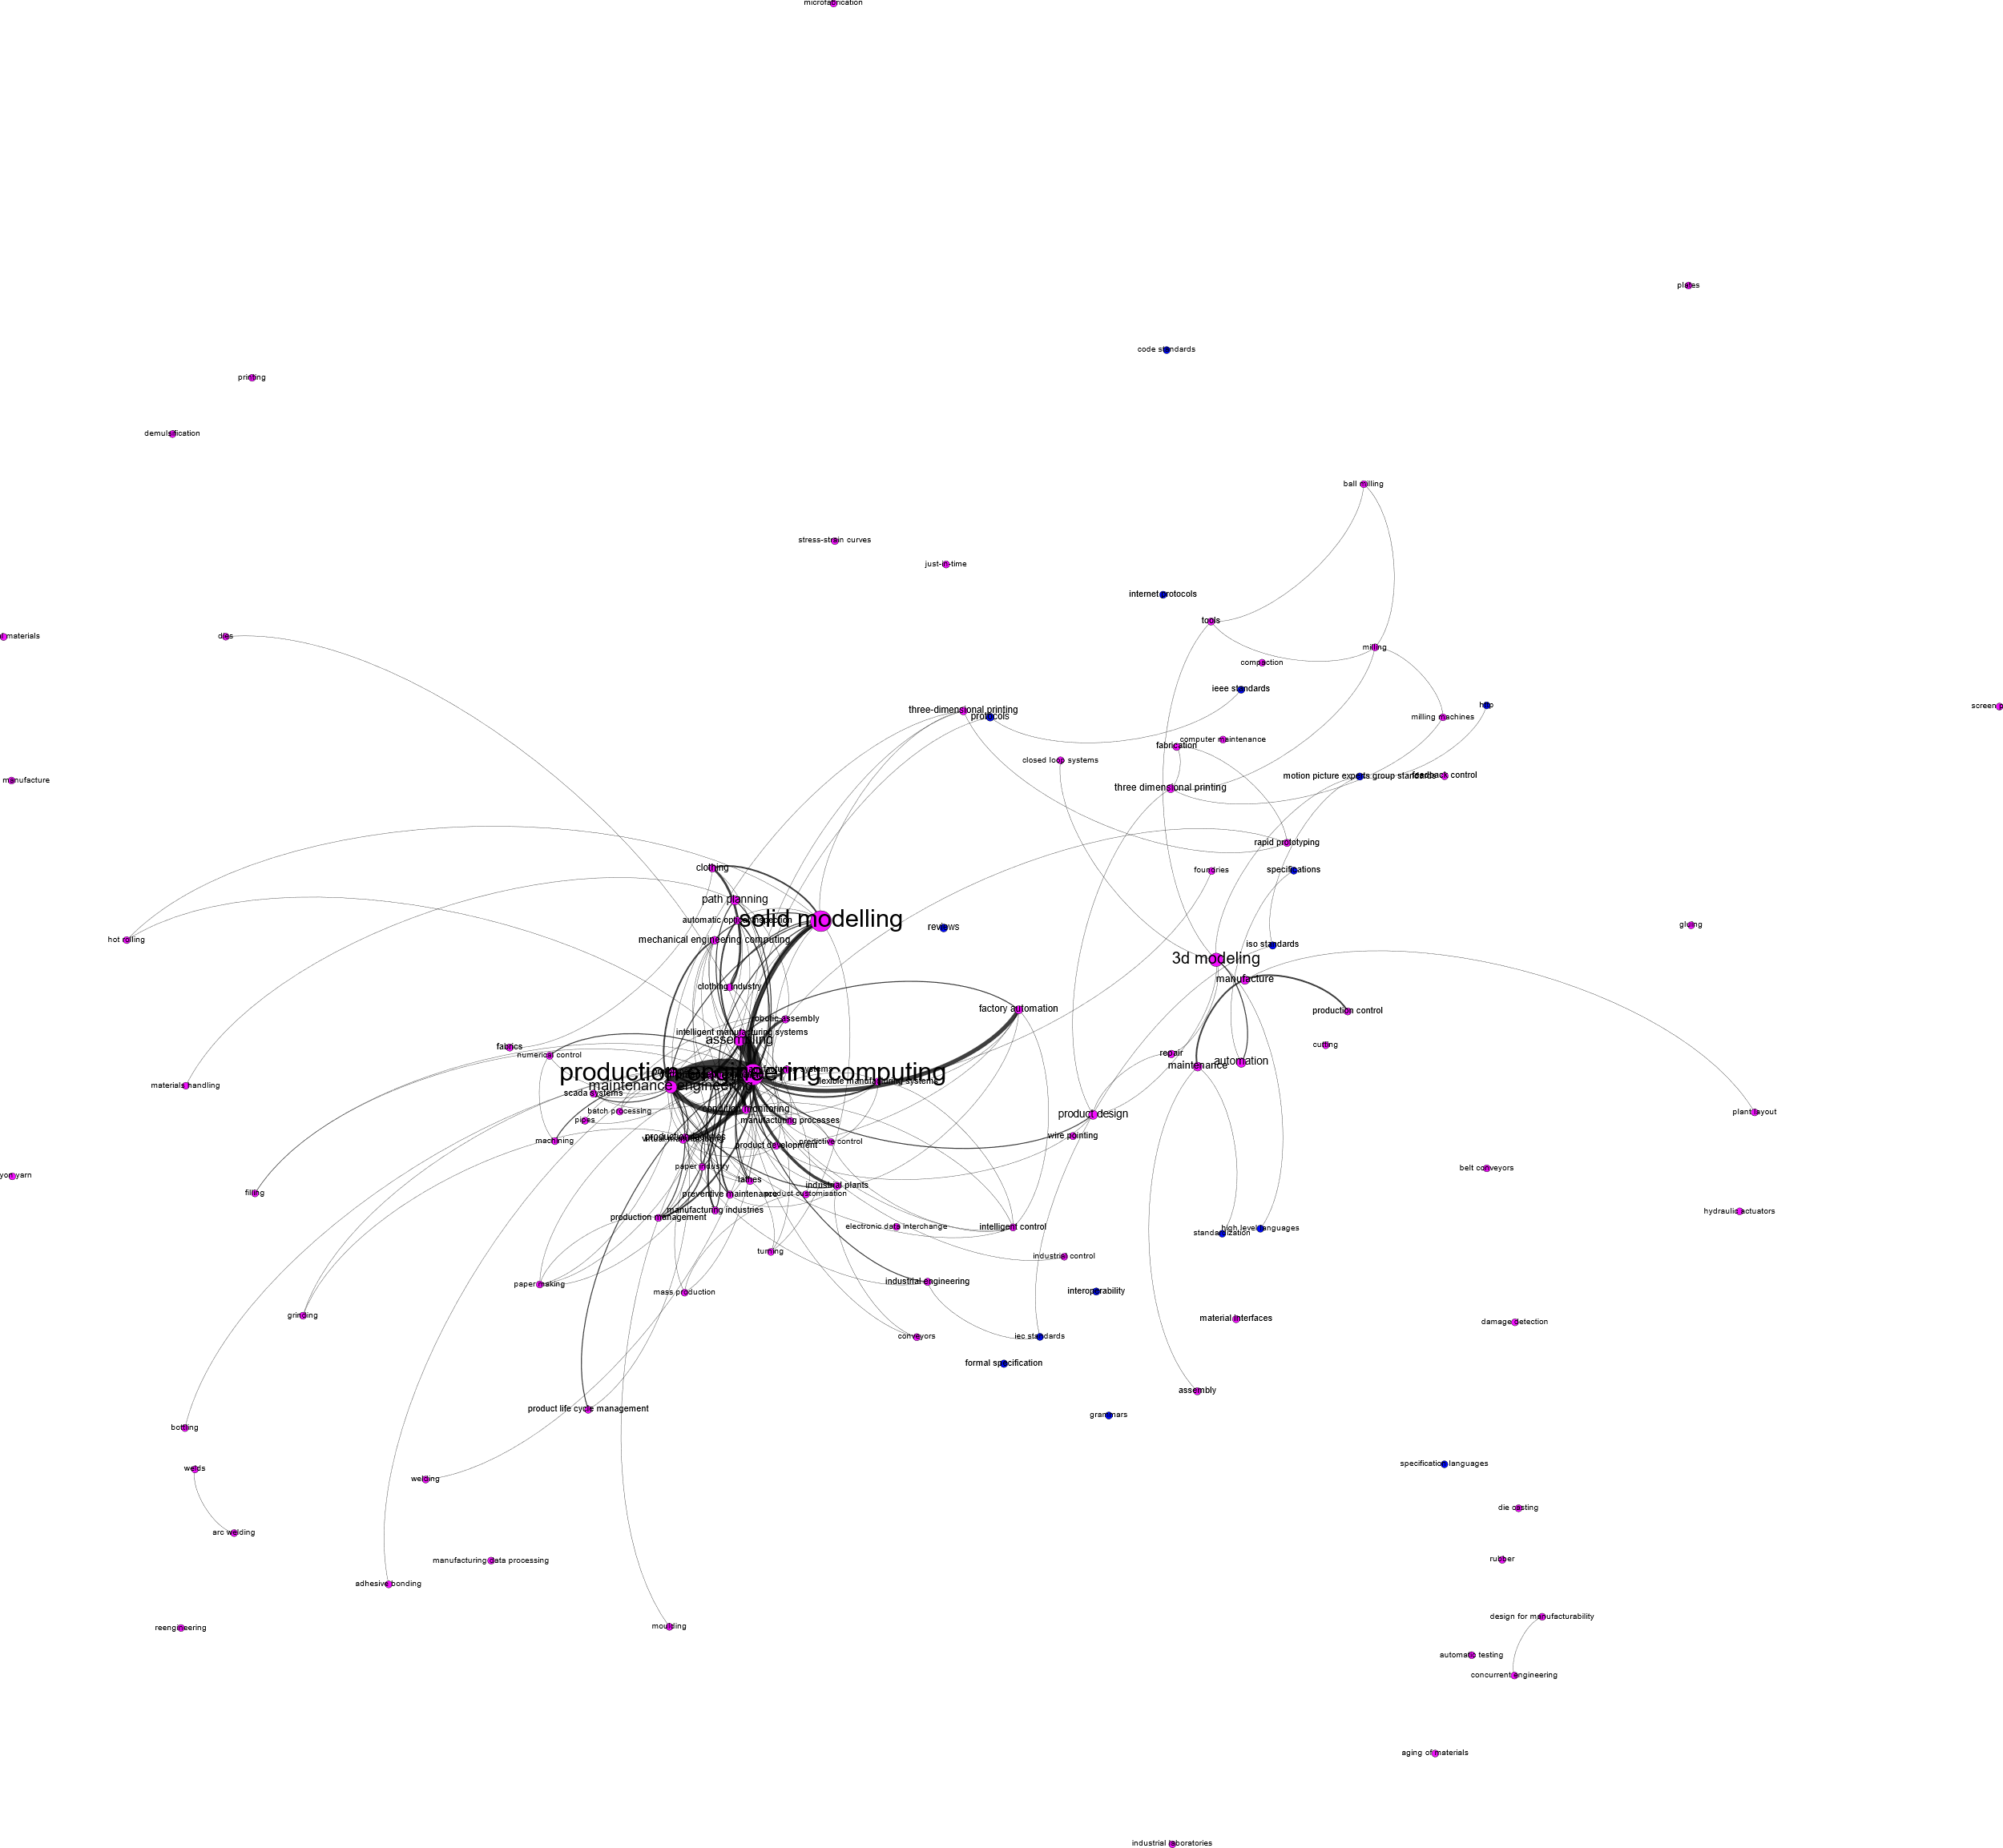 microfabrication
plates
code standards
printing
demulsification
ball milling
stress-strain curves
just-in-time
internet protocols
tools
l materials
dies
milling
compaction
ieee standards
three-dimensional printing
protocols
milling machines
screen p
computer maintenance
fabrication
closed loop systems
manufacture
motion picture experts group standards
feedback control
three dimensional printing
rapid prototyping
clothing
foundries
specifications
path planning
automatic optical inspection
solid modelling
reviews
gluing
hot rolling
mechanical engineering computing
iso standards
3d modeling
manufacture
clothing industry
factory automation
production control
robotic assembly
intelligent manufacturing systems
assembling
fabrics
numerical control
cutting
repair
automation
maintenance
production engineering computing
flexible manufacturing systems
materials handling
maintenance engineering
scada systems
batch processing
condition monitoring
product design
plant layout
pipes
manufacturing processes
wire pointing
machining
predictive control
product development
paper industry
belt conveyors
yon yarn
lathes
industrial plants
filling
preventive maintenance
product customisation
manufacturing industries
hydraulic actuators
production management
electronic data interchange
intelligent control
high level languages
standardization
turning
industrial control
paper making
industrial engineering
mass production
interoperability
grinding
material interfaces
damage detection
conveyors
iec standards
formal specification
assembly
product life cycle management
grammars
bottling
specification languages
welds
welding
die casting
arc welding
manufacturing data processing
rubber
adhesive bonding
design for manufacturability
reengineering
moulding
automatic testing
concurrent engineering
aging of materials
industrial laboratories